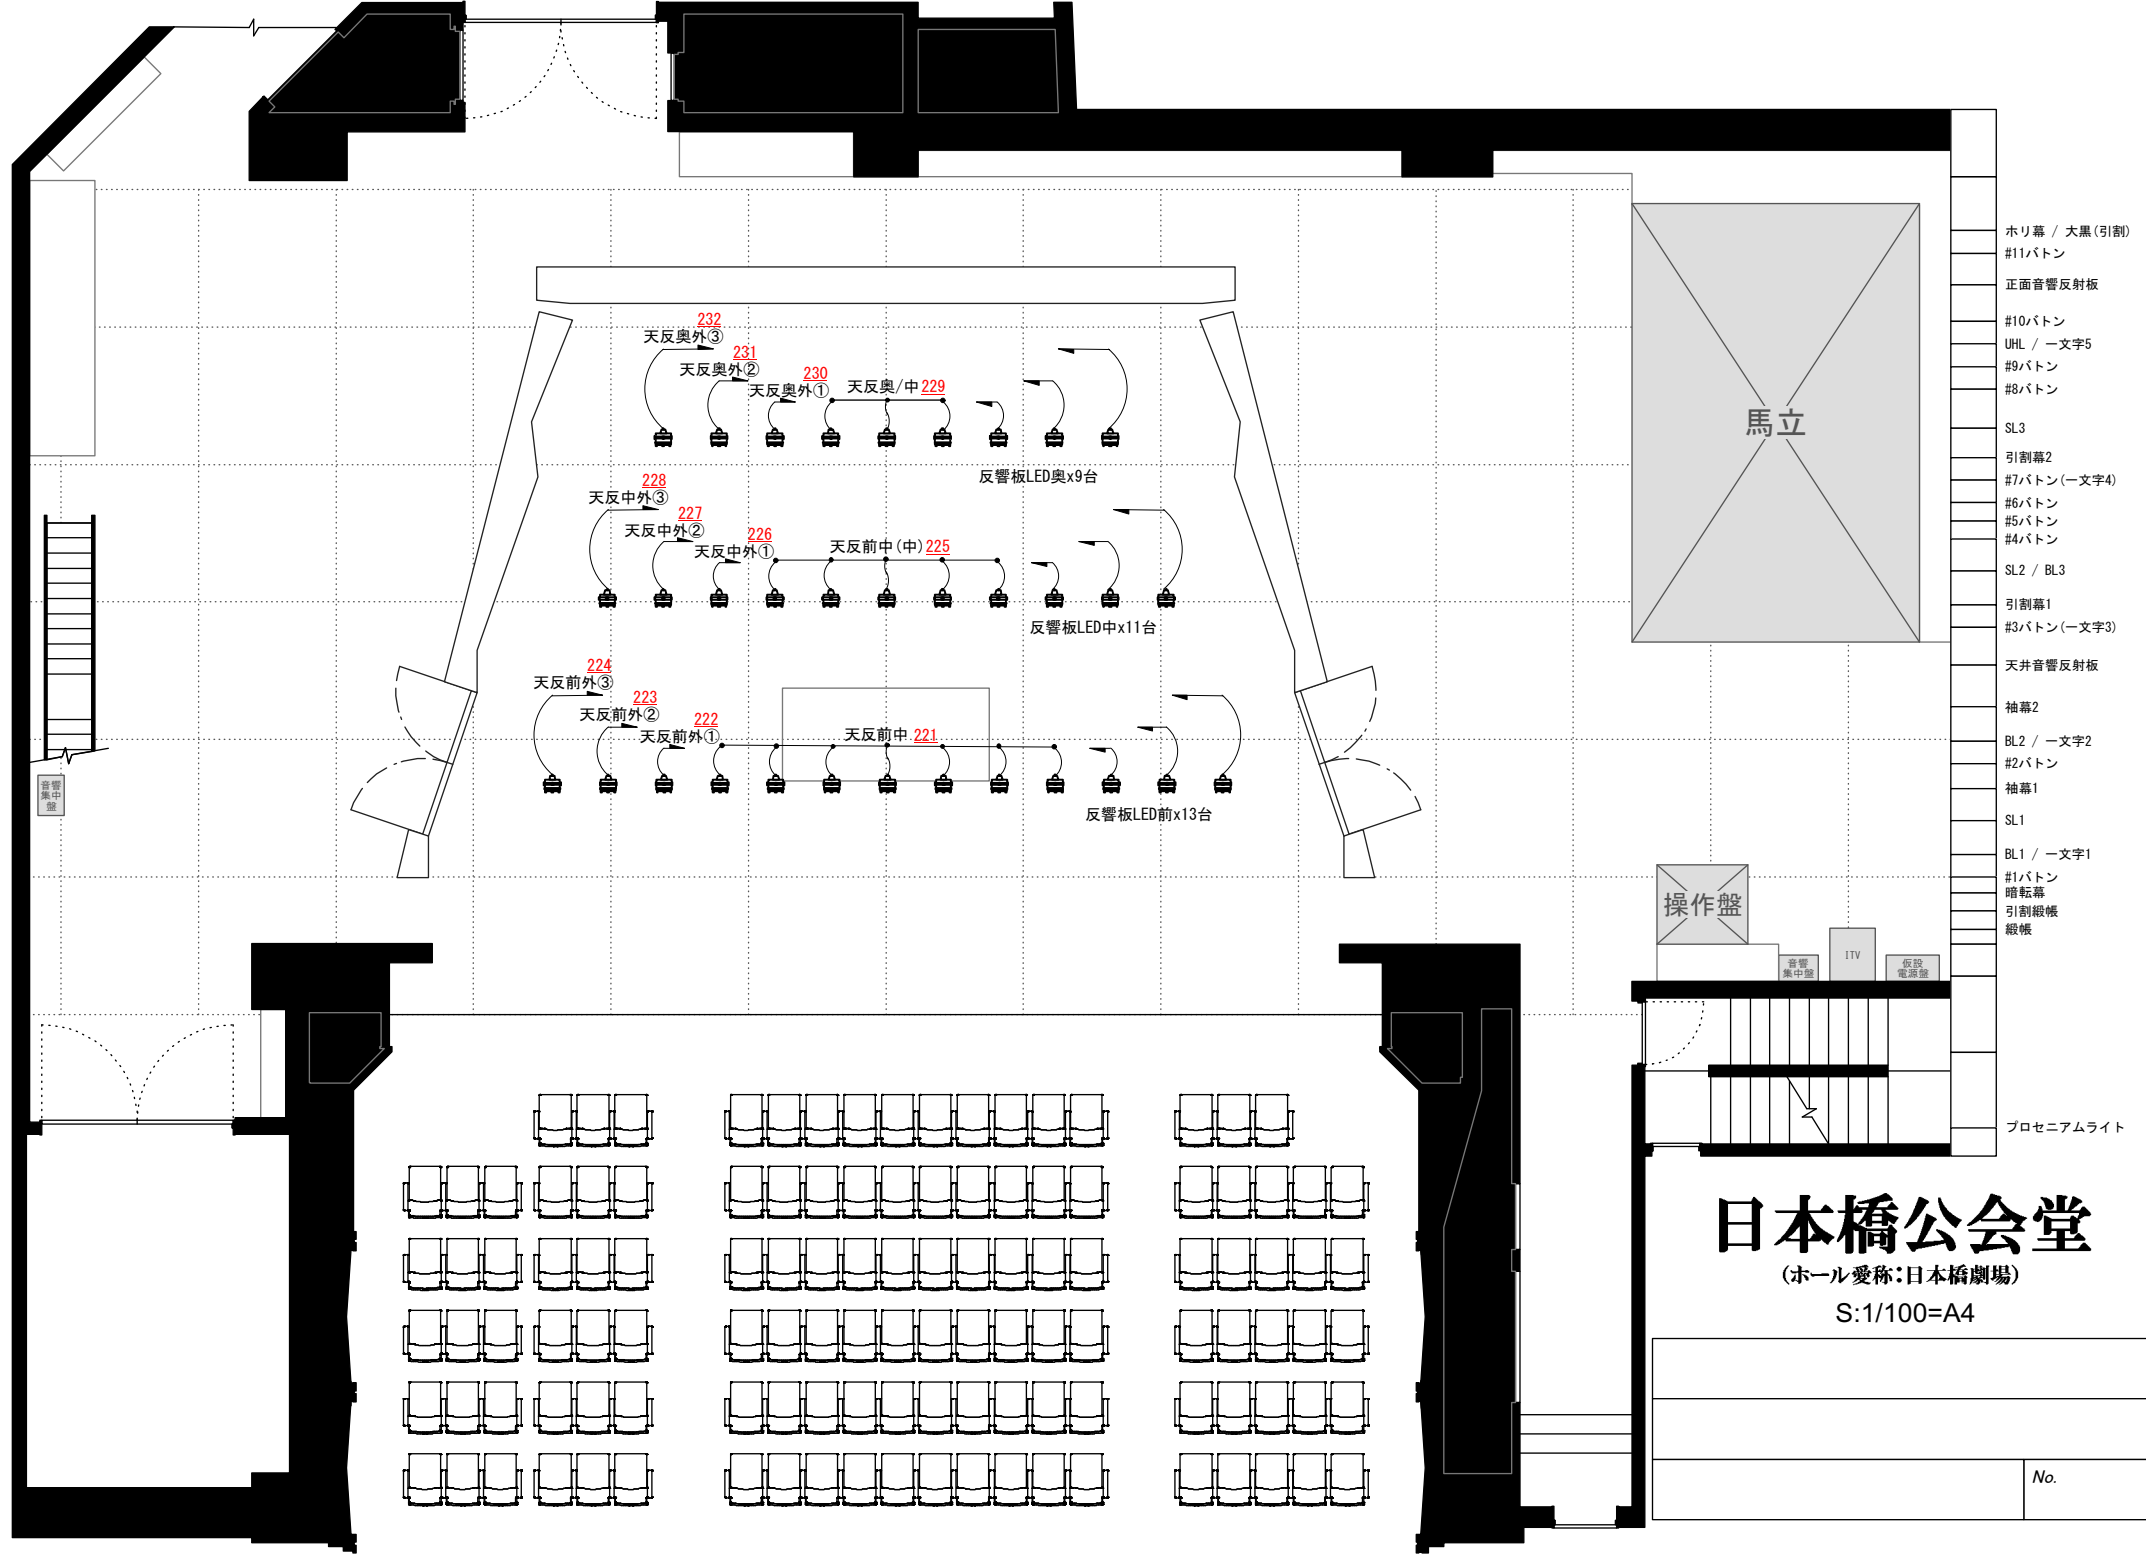 232
天反奥外③
231
天反奥外②
230
天反奥外①
天反奥/中 229
反響板LED奥x9台
228
天反中外③
227
天反中外②
226
天反中外①
天反前中(中) 225
反響板LED中x11台
224
天反前外③
223
天反前外②
222
天反前外①
天反前中 221
反響板LED前x13台
音響
集中
盤
馬立
操作盤
音響
集中盤
ITV
仮設
電源盤
ホリ幕 / 大黒(引割)
#11バトン
正面音響反射板
#10バトン
UHL / 一文字5
#9バトン
#8バトン
SL3
引割幕2
#7バトン(一文字4)
#6バトン
#5バトン
#4バトン
SL2 / BL3
引割幕1
#3バトン(一文字3)
天井音響反射板
袖幕2
BL2 / 一文字2
#2バトン
袖幕1
SL1
BL1 / 一文字1
#1バトン
暗転幕
引割緞帳
緞帳
プロセニアムライト
日本橋公会堂
(ホール愛称:日本橋劇場)
S:1/100=A4
No.